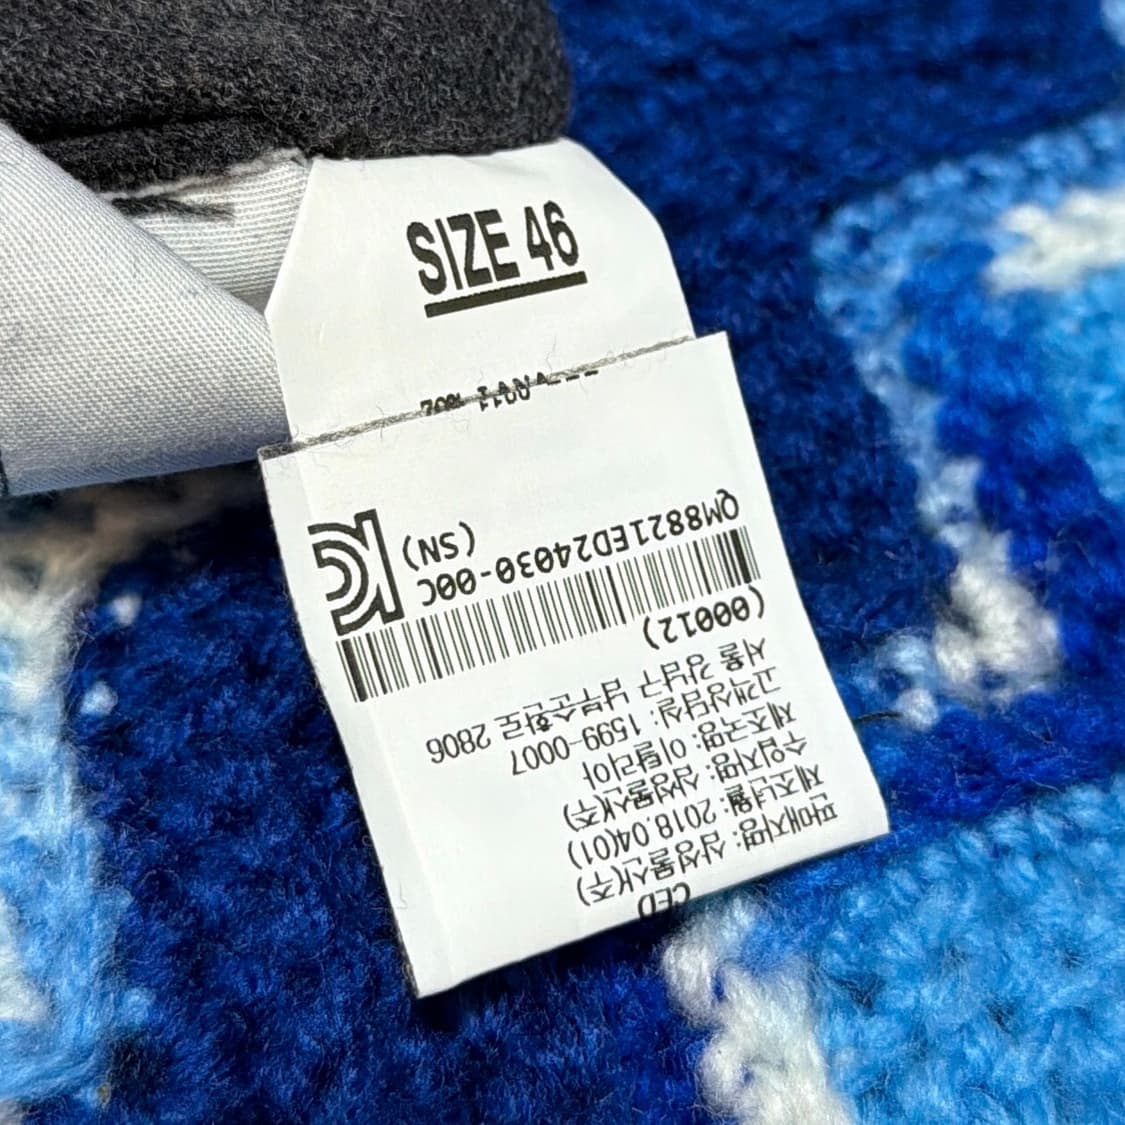 SIZE 46
CED
판매자명: 삼성물산(주)
제조년월: 2018.04(01)
수입자명: 삼성물산(주)
제조국명: 이탈리아
고객상담실: 1599-0007
서울 강남구 남부순환로 2806
(00012)
QM8821ED24030-00C
(SN)